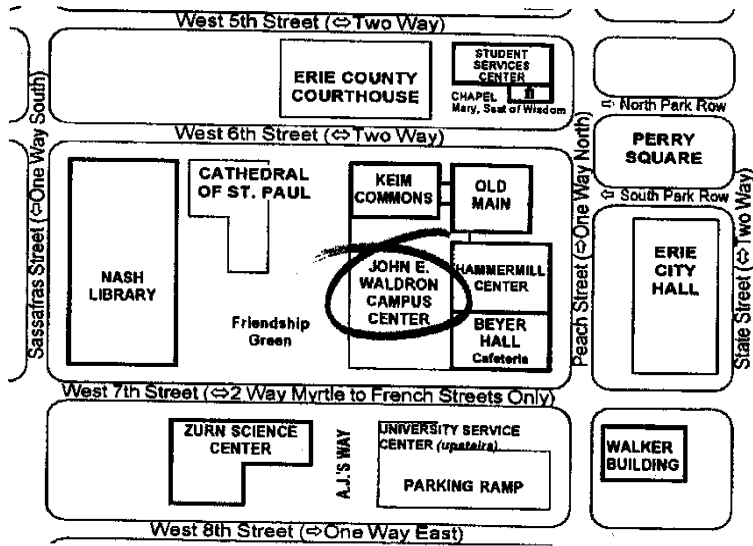 West 5th Street (⇔Two Way)
ERIE COUNTY
COURTHOUSE
STUDENT
SERVICES
CENTER
CHAPEL
Mary, Seat of Wisdom
⇨ North Park Row
West 6th Street (⇔Two Way)
PERRY
SQUARE
⇦ South Park Row
Sassafras Street (⇦One Way South)
NASH
LIBRARY
CATHEDRAL
OF ST. PAUL
KEIM
COMMONS
OLD
MAIN
JOHN E.
WALDRON
CAMPUS
CENTER
HAMMERMILL
CENTER
BEYER
HALL
Cafeteria
Friendship
Green
Peach Street (⇨One Way North)
ERIE
CITY
HALL
State Street (⇔Two Way)
West 7th Street (⇔2 Way Myrtle to French Streets Only)
ZURN SCIENCE
CENTER
A.J.'S WAY
UNIVERSITY SERVICE
CENTER (upstairs)
PARKING RAMP
WALKER
BUILDING
West 8th Street (⇨One Way East)